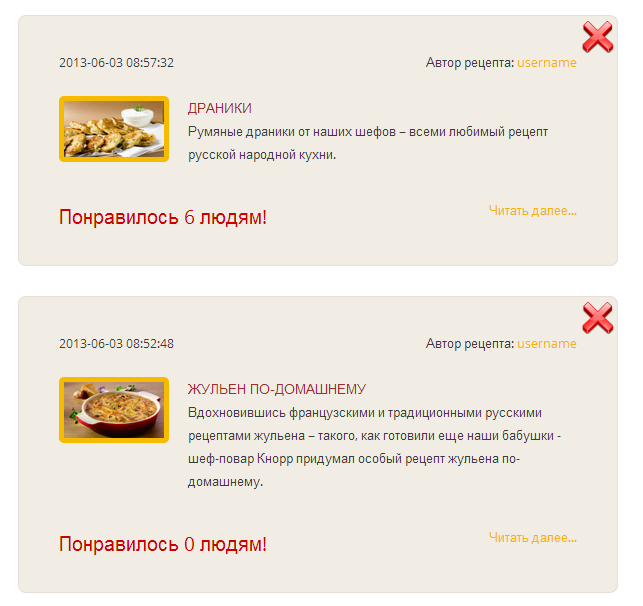 2013-06-03 08:57:32
Автор рецепта: username
ДРАНИКИ
Румяные драники от наших шефов – всеми любимый рецепт
русской народной кухни.
Понравилось 6 людям!
Читать далее...
2013-06-03 08:52:48
Автор рецепта: username
ЖУЛЬЕН ПО-ДОМАШНЕМУ
Вдохновившись французскими и традиционными русскими
рецептами жульена – такого, как готовили еще наши бабушки -
шеф-повар Кнорр придумал особый рецепт жульена по-
домашнему.
Понравилось 0 людям!
Читать далее...